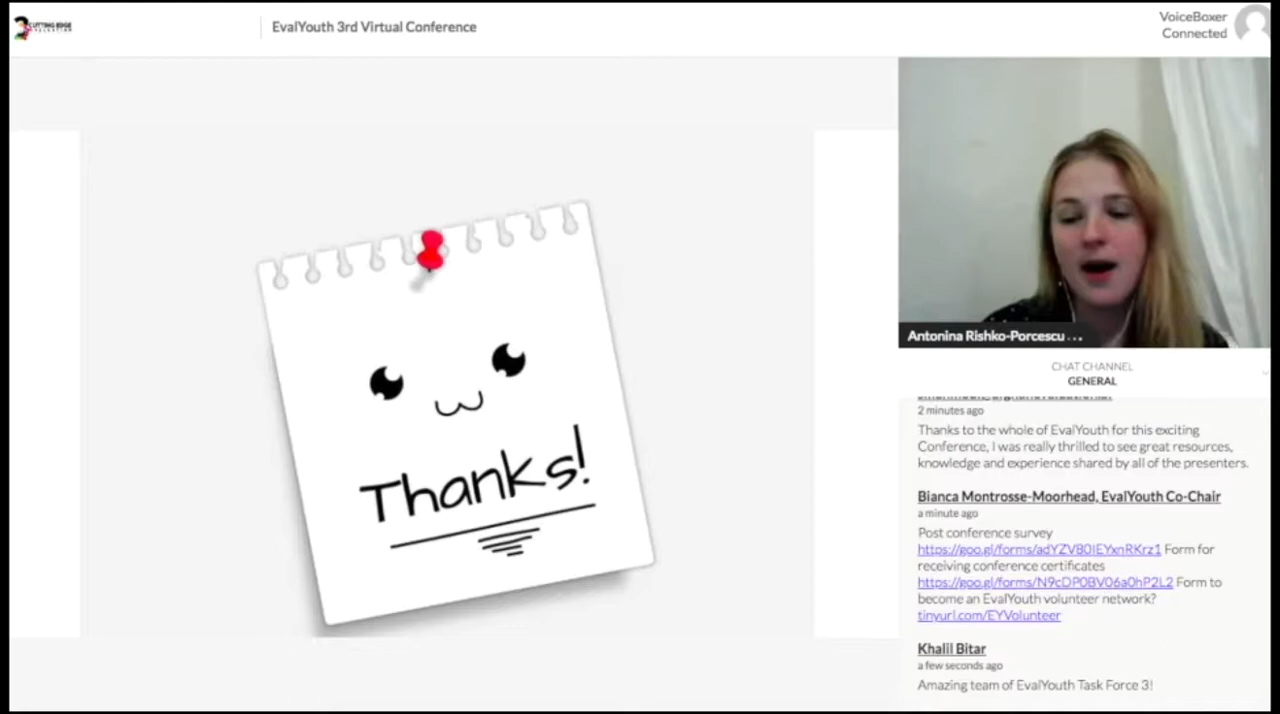 CUTTING EDGE
EvalYouth 3rd Virtual Conference
VoiceBoxer
Connected
Thanks!
Antonina Rishko-Porcescu ...
CHAT CHANNEL
GENERAL
2 minutes ago
Thanks to the whole of EvalYouth for this exciting
Conference, I was really thrilled to see great resources,
knowledge and experience shared by all of the presenters.
Bianca Montrosse-Moorhead, EvalYouth Co-Chair
a minute ago
Post conference survey
https://goo.gl/forms/adYZVB0IEYxnRKrz1 Form for
receiving conference certificates
https://goo.gl/forms/N9cDP0BV06a0hP2L2 Form to
become an EvalYouth volunteer network?
tinyurl.com/EYVolunteer
Khalil Bitar
a few seconds ago
Amazing team of EvalYouth Task Force 3!